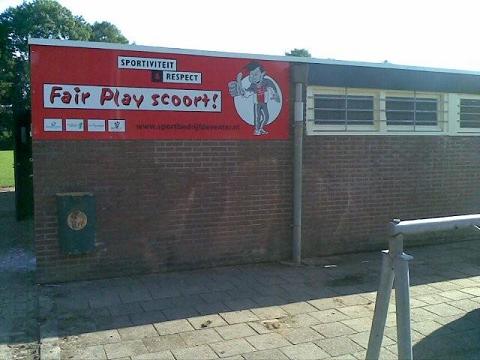 SPORTIVITEIT
& RESPECT
Fair Play scoort!
www.sportbedrijfdeventer.nl